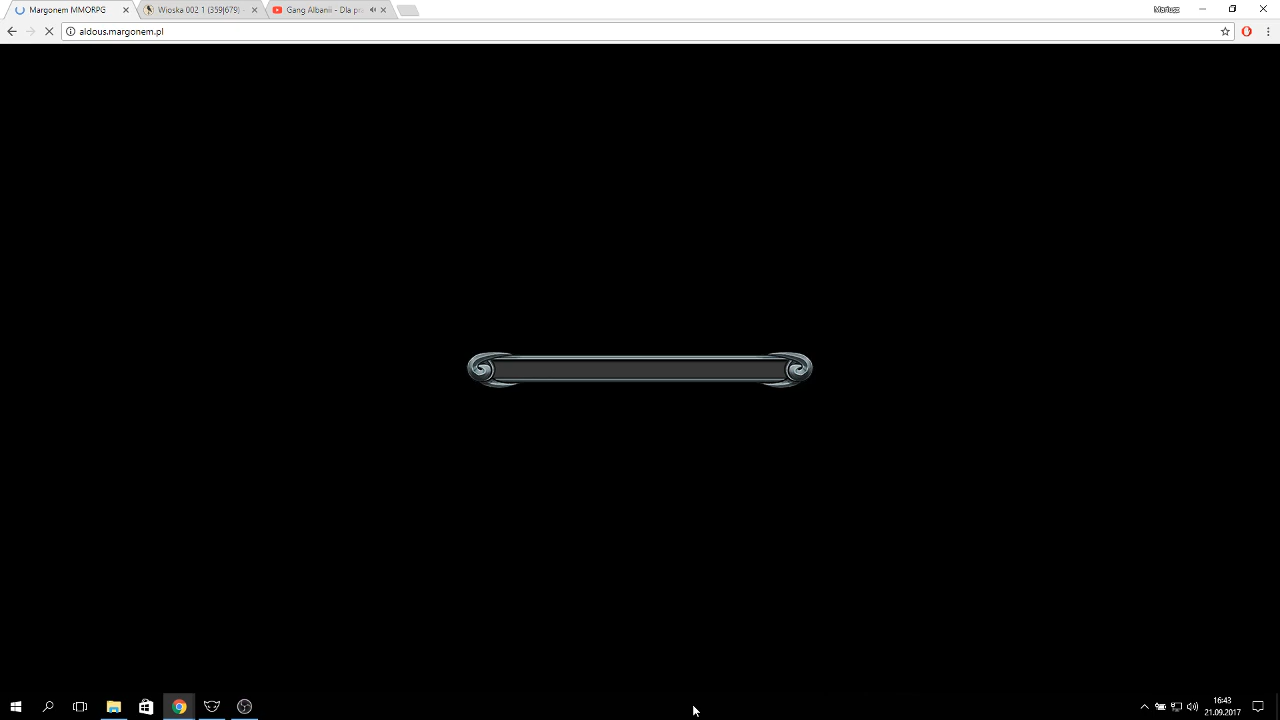 Margonem MMORPG
Wioska 002 1 (359|679)
Gang Albanii - Dla
Mariusz
aldous.margonem.pl
16:43
21.09.2017